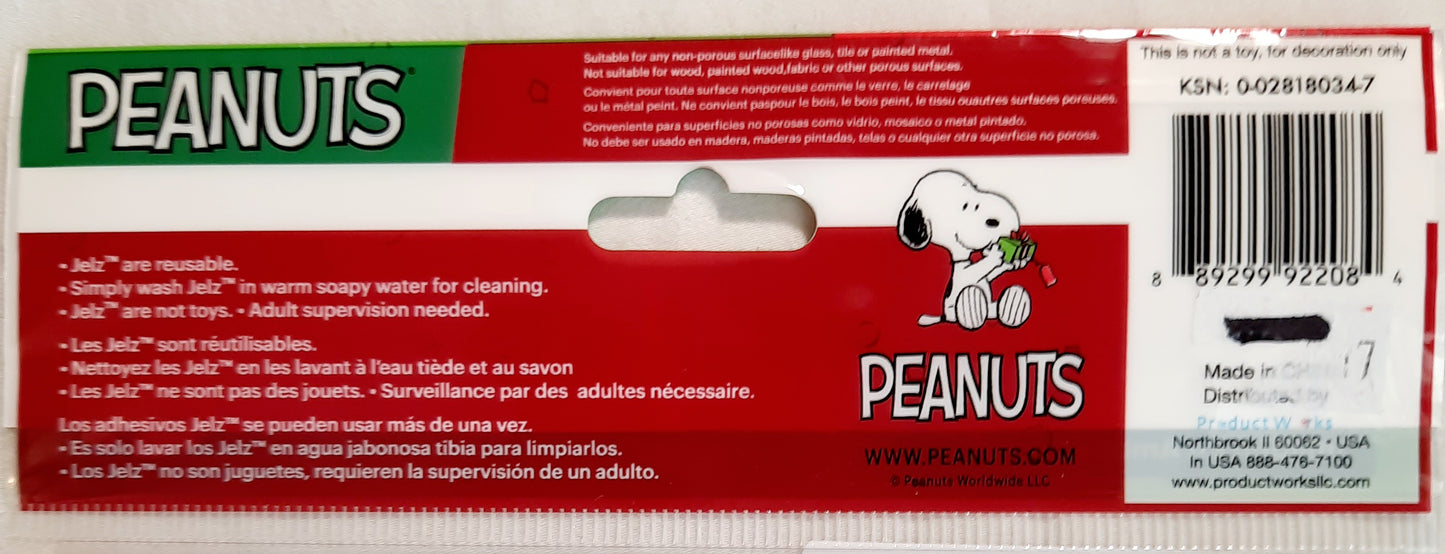 PEANUTS
Suitable for any non-porous surfacelike glass, tile or painted metal.
Not suitable for wood, painted wood,fabric or other porous surfaces.
Convient pour toute surface nonporeuse comme le verre, le carrelage
ou le métal peint. Ne convient paspour le bois, le bois peint, le tissu ouautres surfaces poreuses.
Conveniente para superficies no porosas como vidrio, mosaico o metal pintado.
No debe ser usado en madera, maderas pintadas, telas o cualquier otra superficie no porosa.
This is not a toy, for decoration only
KSN: 0-02818034-7
8 89299 92208 4
• Jelz™ are reusable.
• Simply wash Jelz™ in warm soapy water for cleaning.
• Jelz™ are not toys. • Adult supervision needed.
• Les Jelz™ sont réutilisables.
• Nettoyez les Jelz™ en les lavant à l'eau tiède et au savon
• Les Jelz™ ne sont pas des jouets. • Surveillance par des adultes nécessaire.
Los adhesivos Jelz™ se pueden usar más de una vez.
• Es solo lavar los Jelz™ en agua jabonosa tibia para limpiarlos.
• Los Jelz™ no son juguetes, requieren la supervisión de un adulto.
PEANUTS
WWW.PEANUTS.COM
© Peanuts Worldwide LLC
Made in CHINA 7
Distributed by
Product Works
Northbrook Il 60062 • USA
In USA 888-476-7100
www.productworksllc.com